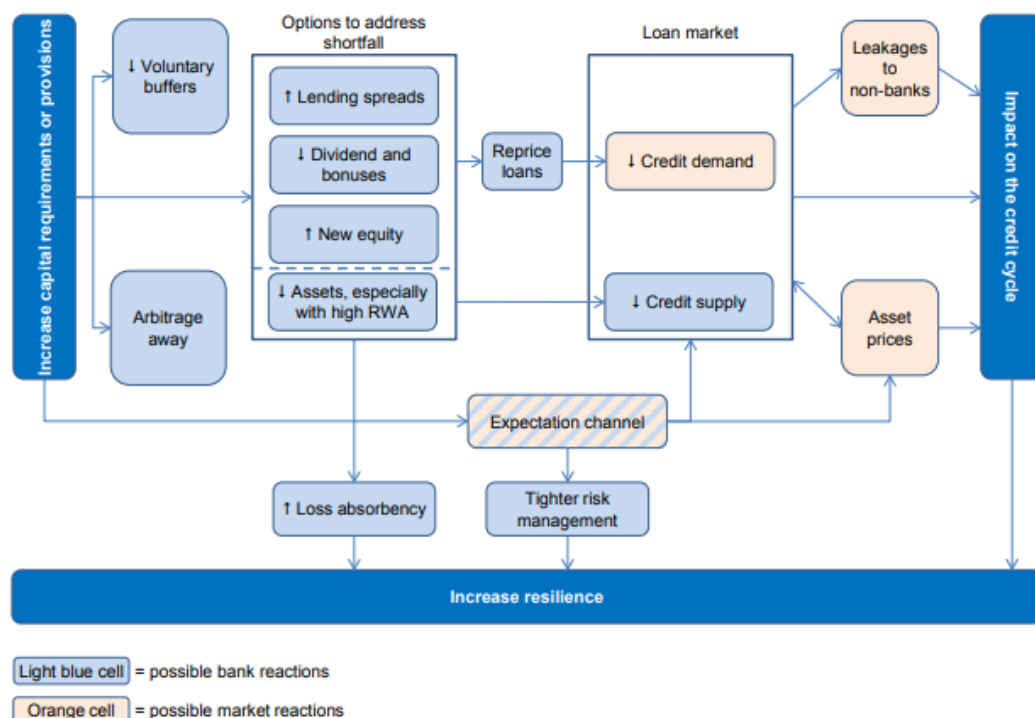 Increase capital requirements or provisions
↓ Voluntary
buffers
Arbitrage
away
Options to address
shortfall
↑ Lending spreads
↓ Dividend and
bonuses
↑ New equity
↓ Assets, especially
with high RWA
Reprice
loans
Loan market
↓ Credit demand
↓ Credit supply
Leakages
to
non-banks
Asset
prices
Impact on the credit cycle
Expectation channel
↑ Loss absorbency
Tighter risk
management
Increase resilience
Light blue cell = possible bank reactions
Orange cell = possible market reactions